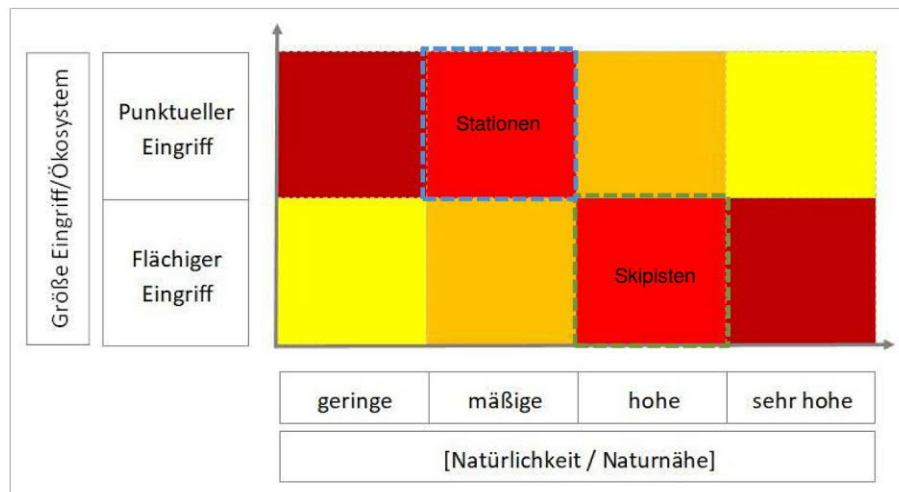 Größe Eingriff/Ökosystem
Punktueller
Eingriff
Stationen
Flächiger
Eingriff
Skipisten
geringe
mäßige
hohe
sehr hohe
[Natürlichkeit / Naturnähe]